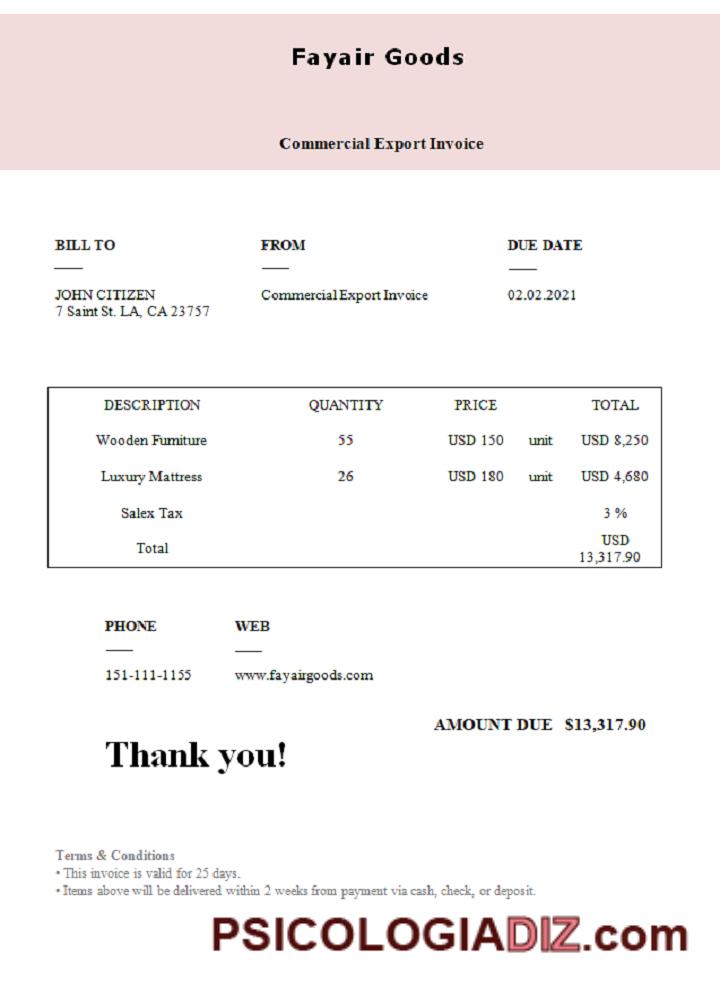 Fayair Goods
Commercial Export Invoice
BILL TO FROM DUE DATE
JOHN CITIZEN Commercial Export Invoice 02.02.2021
7 Saint St. LA, CA 23757
DESCRIPTION QUANTITY PRICE TOTAL
Wooden Furniture 55 USD 150 unit USD 8,250
Luxury Mattress 26 USD 180 unit USD 4,680
Salex Tax 3 %
Total USD 13,317.90
PHONE WEB
151-111-1155 www.fayairgoods.com
AMOUNT DUE $13,317.90
Thank you!
Terms & Conditions
• This invoice is valid for 25 days.
• Items above will be delivered within 2 weeks from payment via cash, check, or deposit.
PSICOLOGIADIZ.com